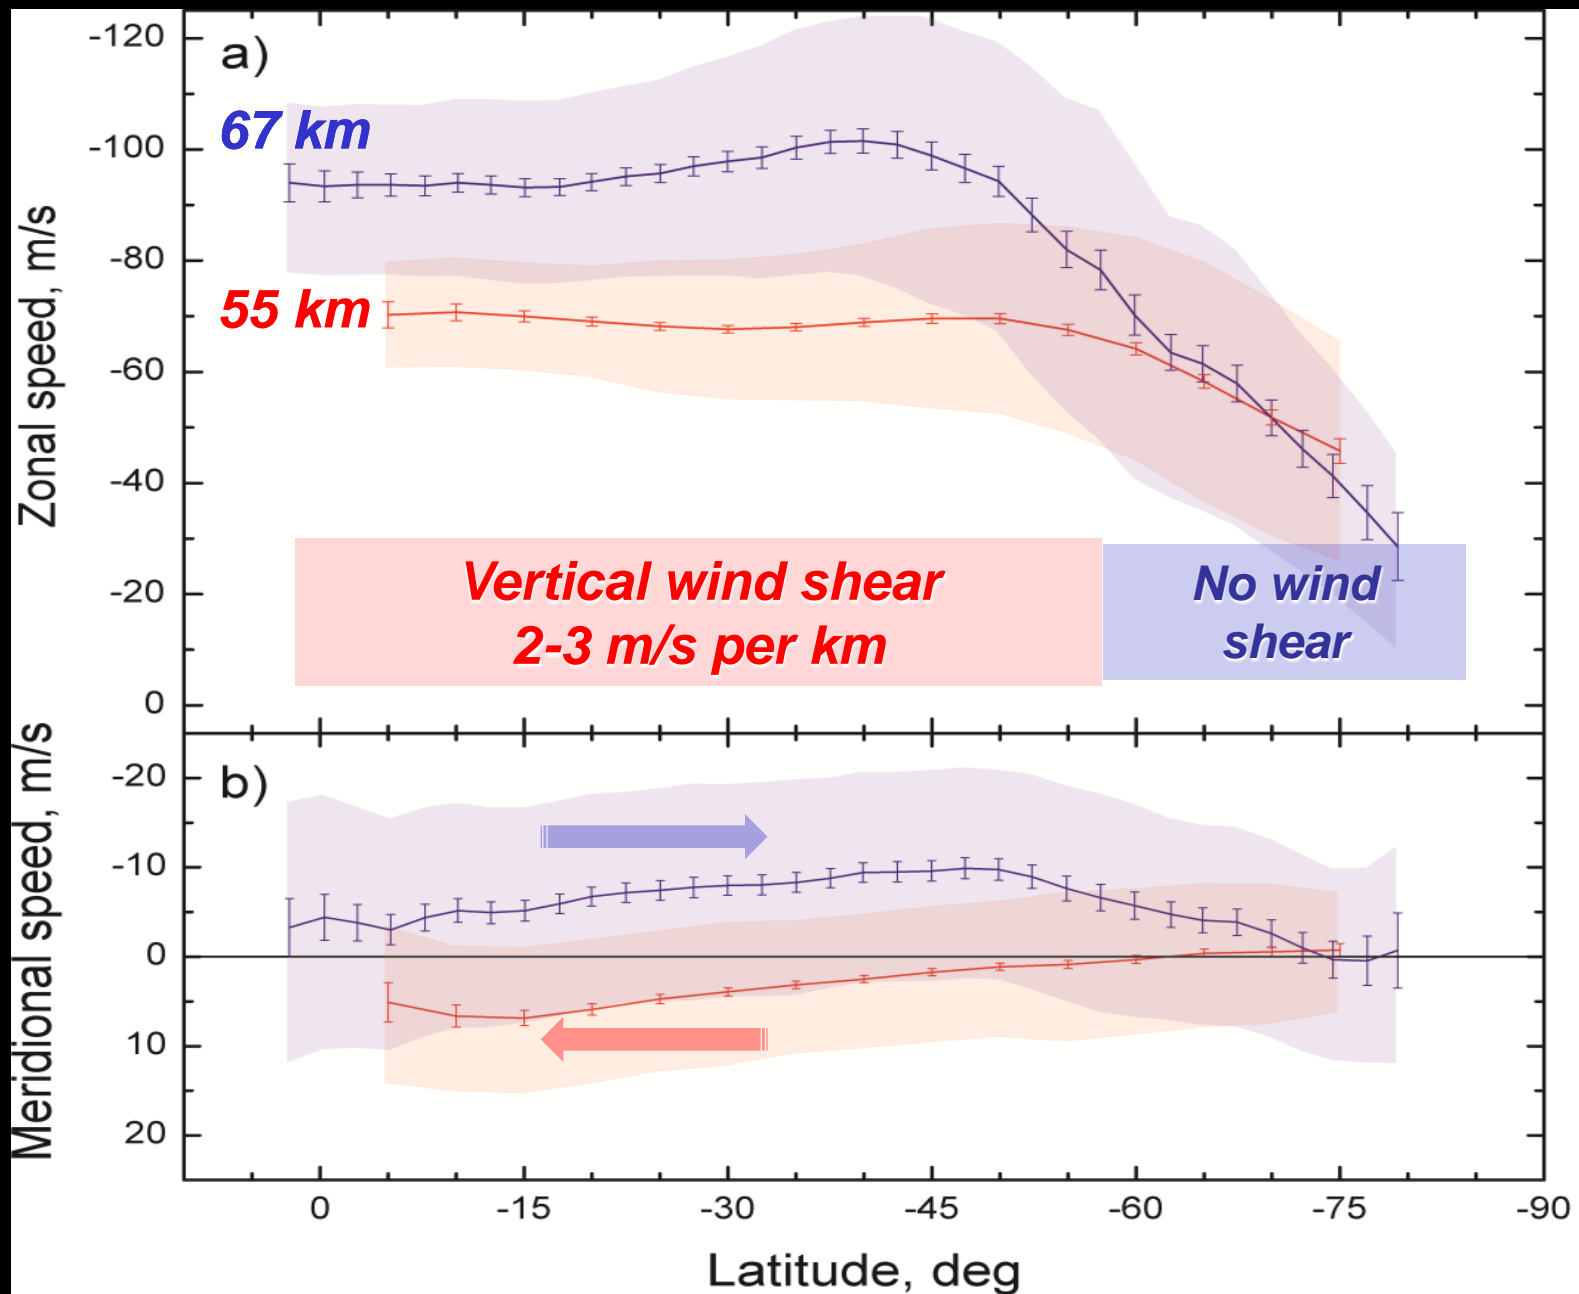 a)
Zonal speed, m/s
-120
-100
-80
-60
-40
-20
0
67 km
55 km
Vertical wind shear
2-3 m/s per km
No wind
shear
b)
Meridional speed, m/s
-20
-10
0
10
20
0 -15 -30 -45 -60 -75 -90
Latitude, deg